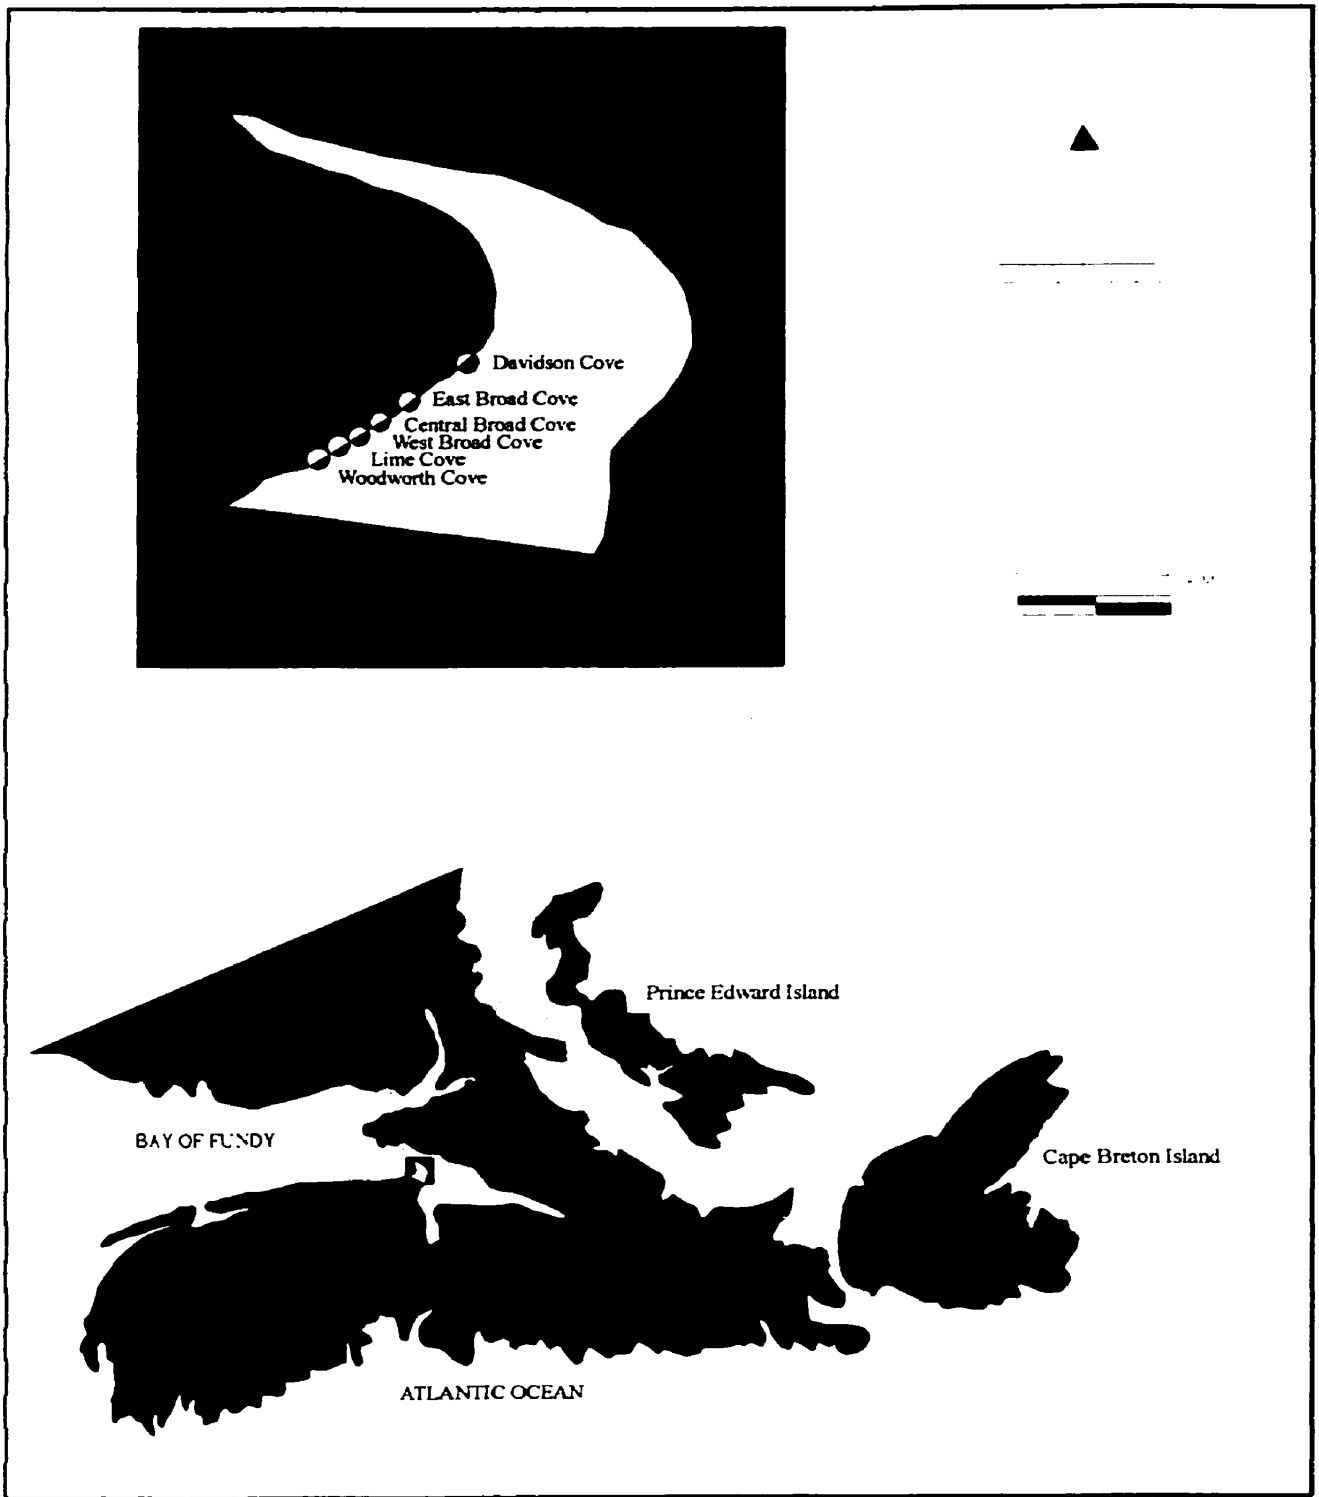 Davidson Cove
East Broad Cove
Central Broad Cove
West Broad Cove
Lime Cove
Woodworth Cove
Prince Edward Island
BAY OF FUNDY
Cape Breton Island
ATLANTIC OCEAN